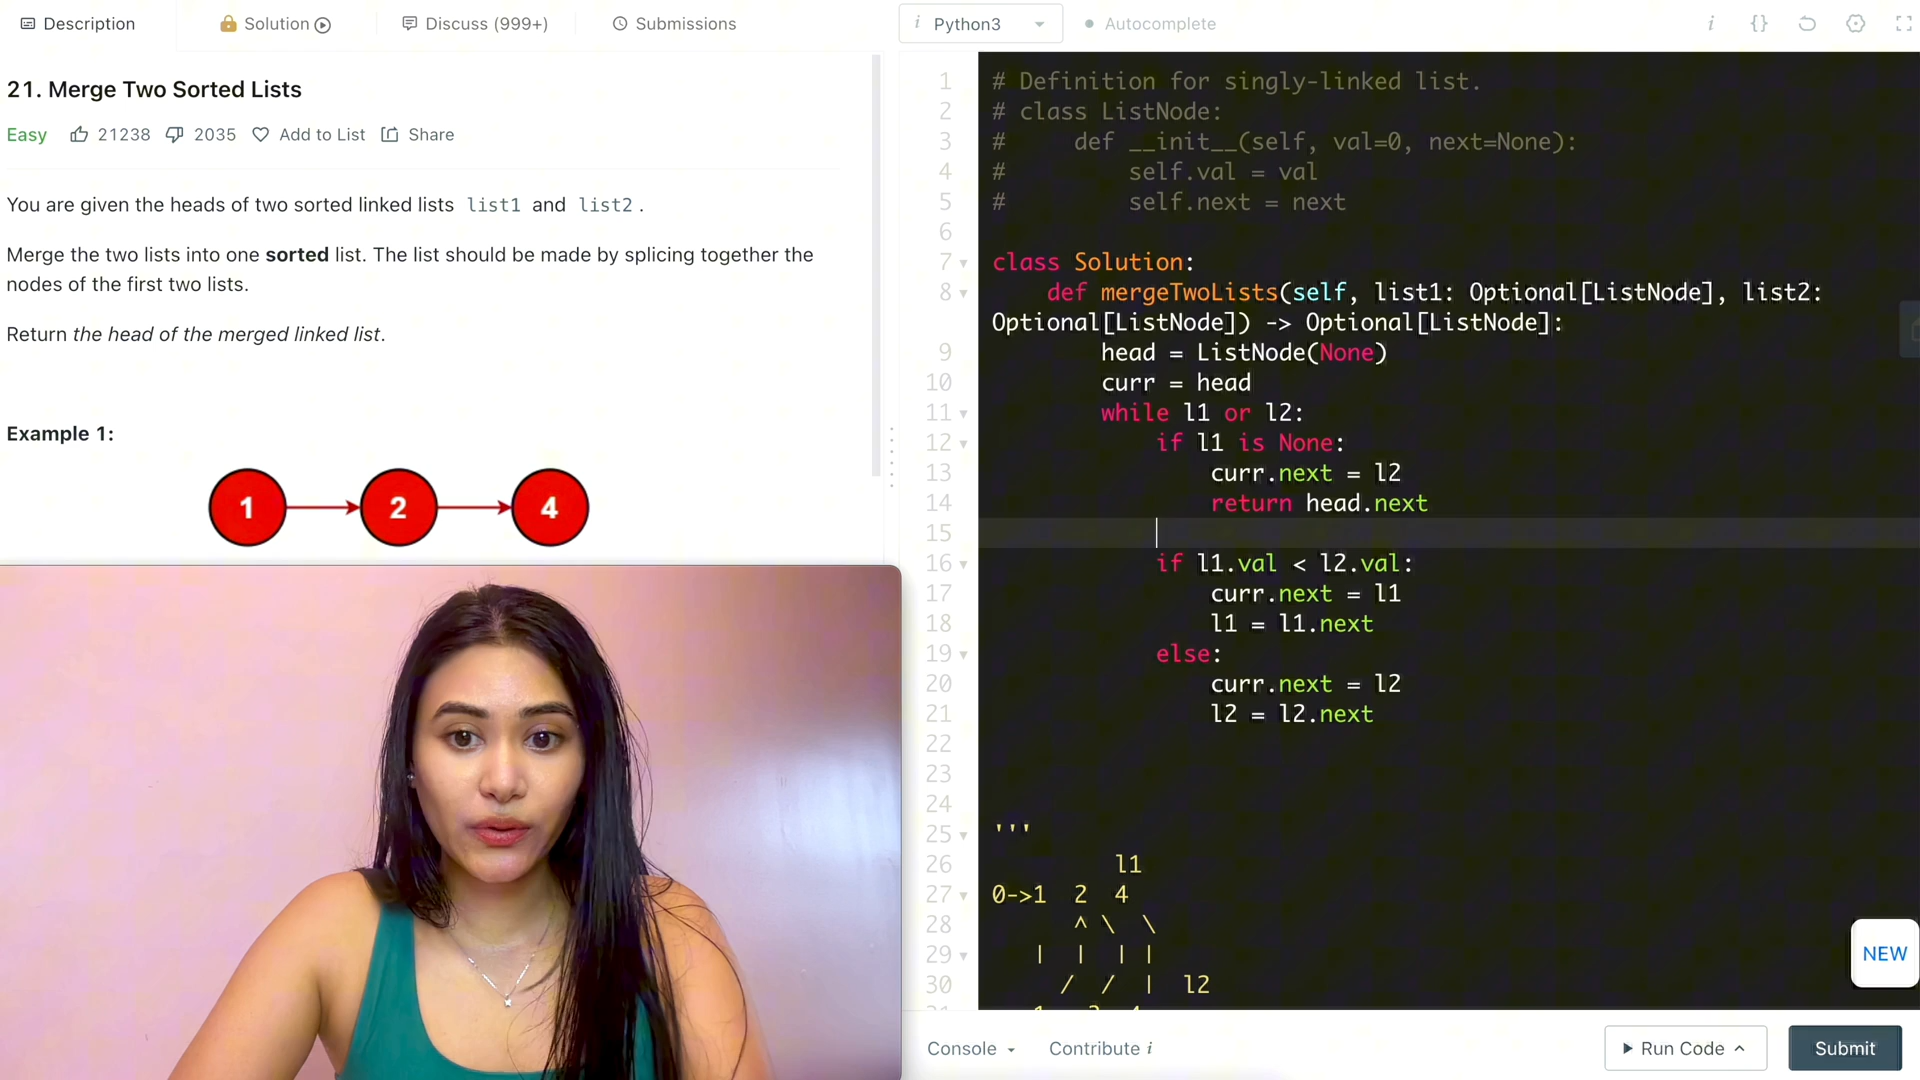 Description
Solution
Discuss (999+)
Submissions
i Python3
Autocomplete
i {}
21. Merge Two Sorted Lists
Easy 21238 2035 Add to List Share
You are given the heads of two sorted linked lists list1 and list2 .
Merge the two lists into one sorted list. The list should be made by splicing together the
nodes of the first two lists.
Return the head of the merged linked list.
Example 1:
1 2 4
1 # Definition for singly-linked list.
2 # class ListNode:
3 #     def __init__(self, val=0, next=None):
4 #         self.val = val
5 #         self.next = next
6
7 class Solution:
8     def mergeTwoLists(self, list1: Optional[ListNode], list2:
Optional[ListNode]) -> Optional[ListNode]:
9         head = ListNode(None)
10         curr = head
11         while l1 or l2:
12             if l1 is None:
13                 curr.next = l2
14                 return head.next
15
16             if l1.val < l2.val:
17                 curr.next = l1
18                 l1 = l1.next
19             else:
20                 curr.next = l2
21                 l2 = l2.next
22
23
24
25 '''
26          l1
27 0->1  2  4
28       ^ \  \
29    |  |  | |
30      /  /  |  l2
NEW
Console Contribute i
Run Code Submit